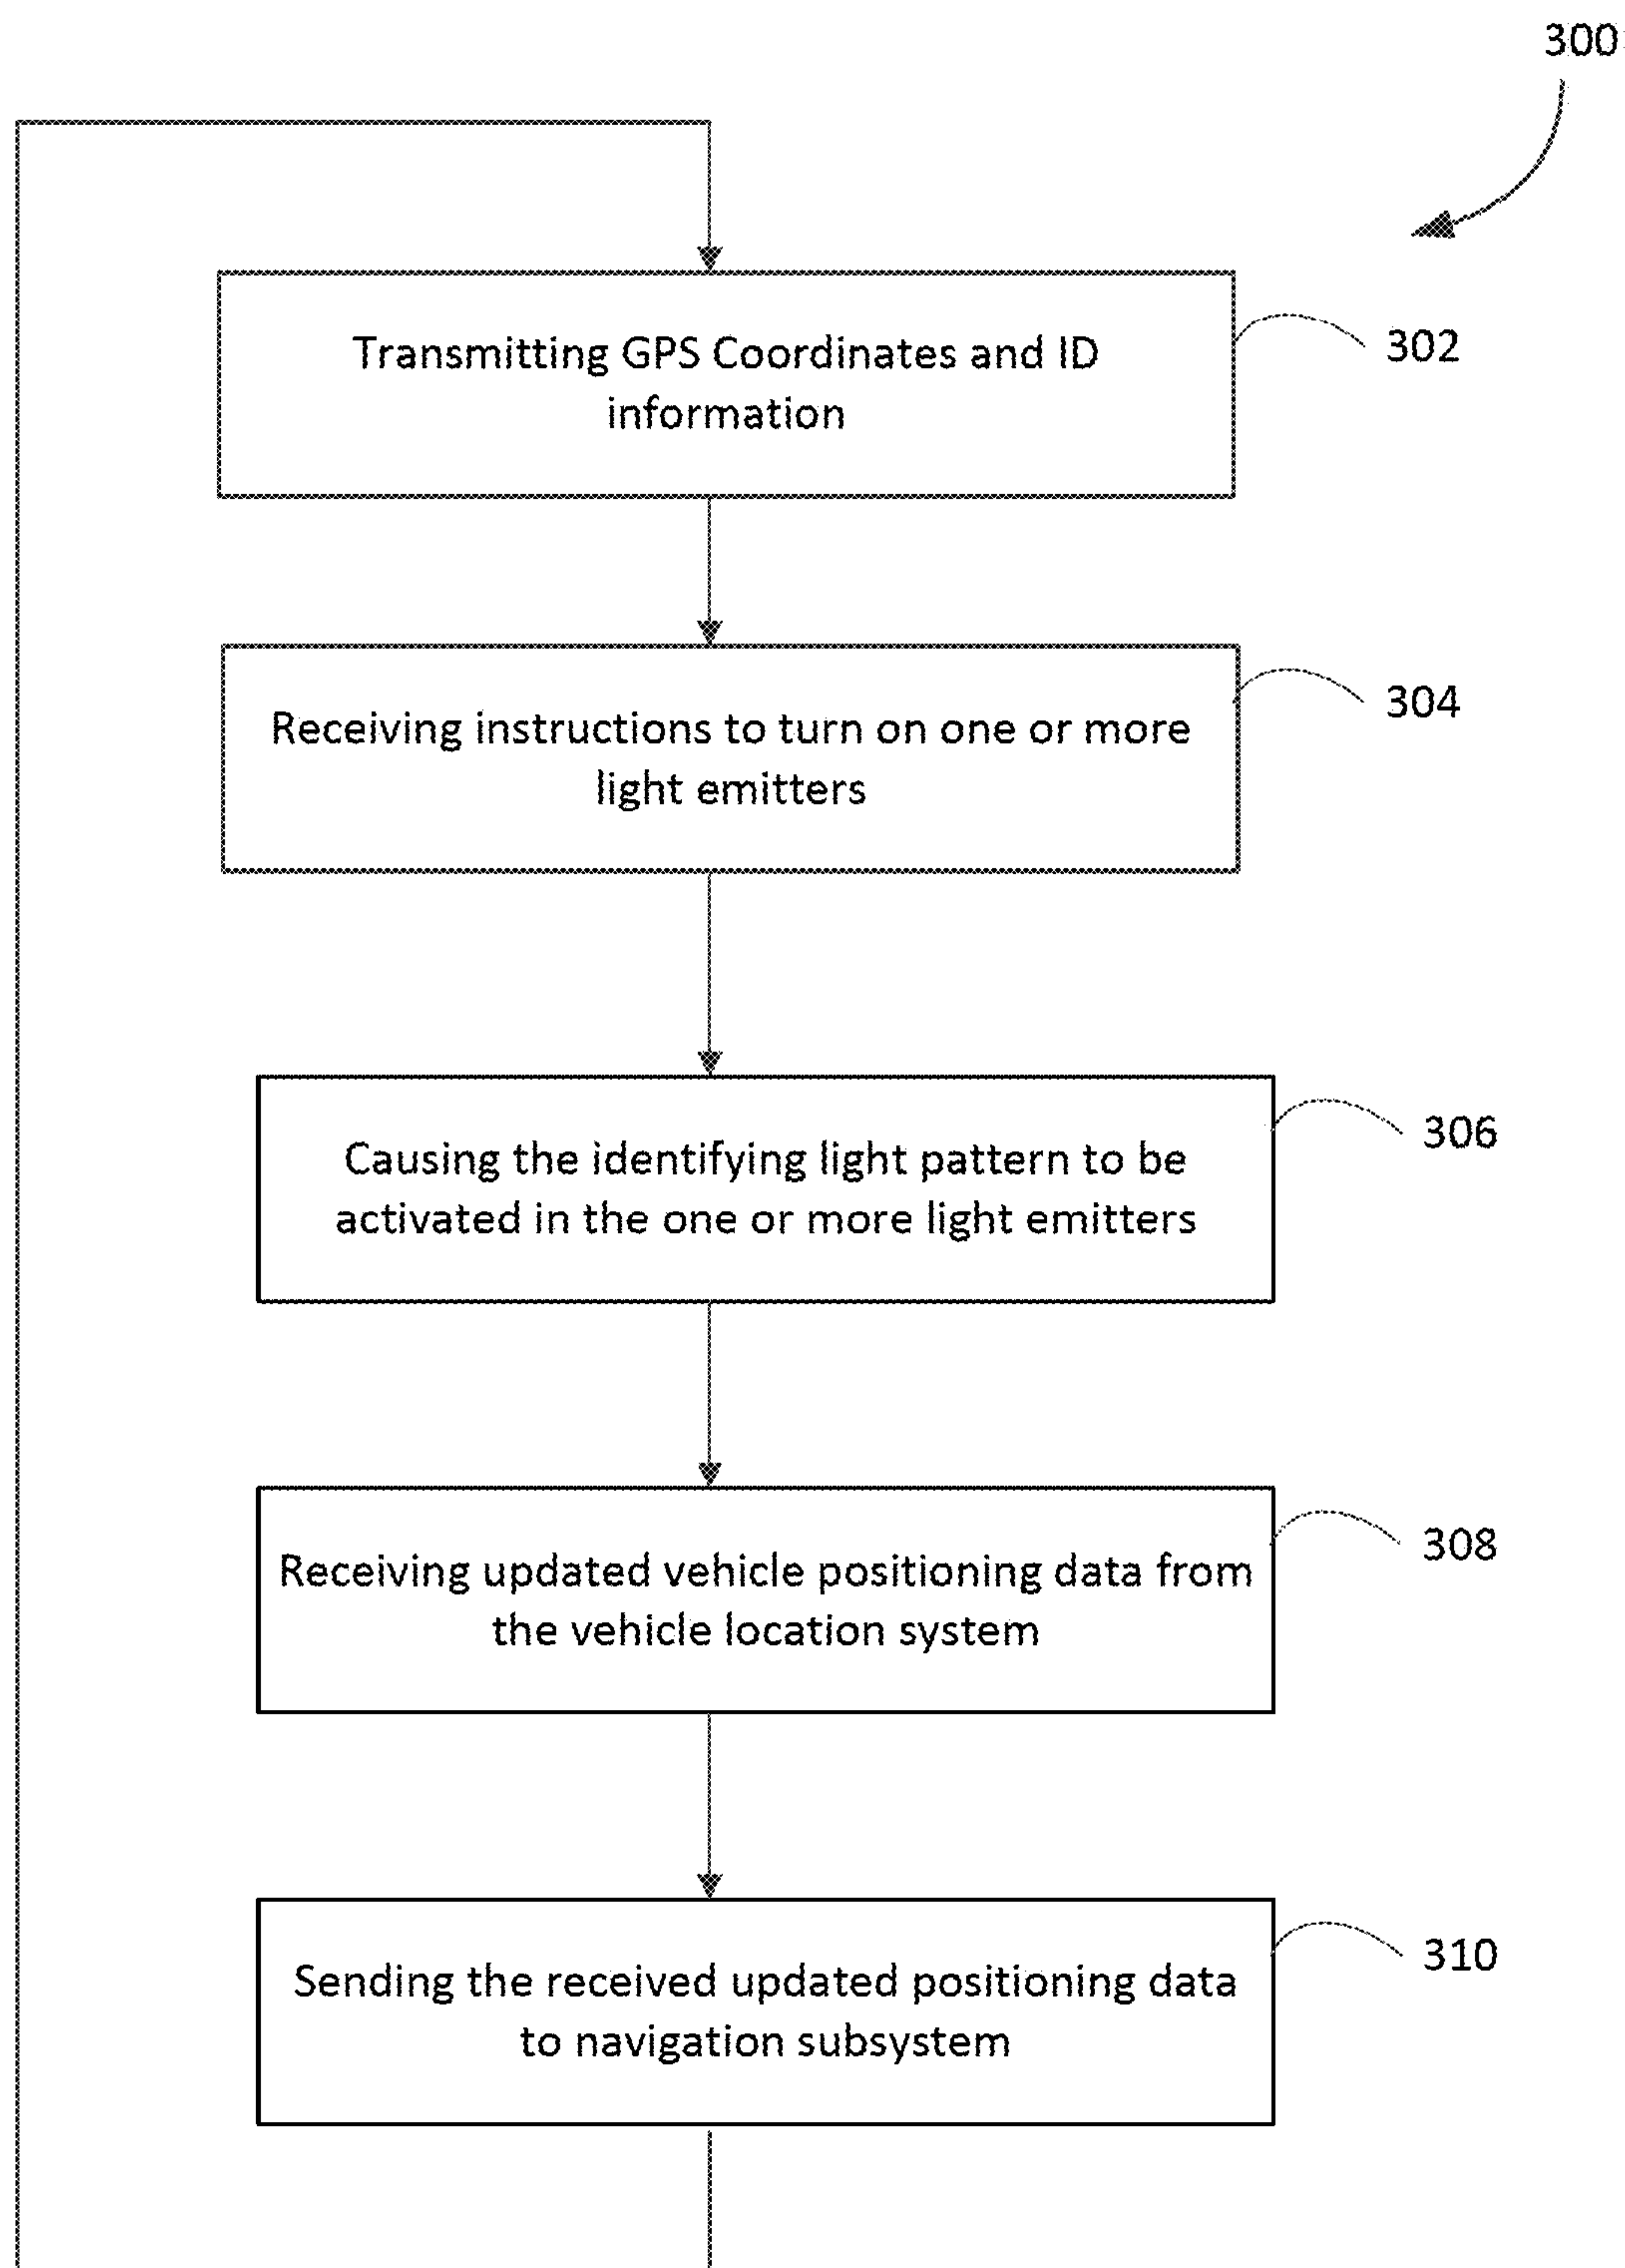 300
Transmitting GPS Coordinates and ID
information
302
Receiving instructions to turn on one or more
light emitters
304
Causing the identifying light pattern to be
activated in the one or more light emitters
306
Receiving updated vehicle positioning data from
the vehicle location system
308
Sending the received updated positioning data
to navigation subsystem
310